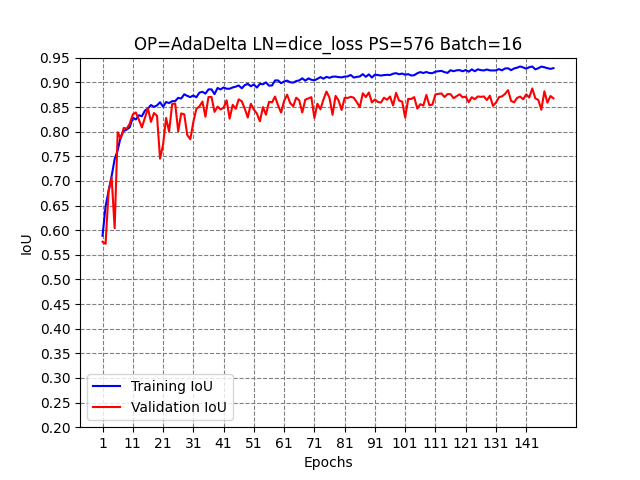 OP=AdaDelta LN=dice_loss PS=576 Batch=16
0.95
0.90
0.85
0.80
0.75
0.70
0.65
0.60
0.55
0.50
0.45
0.40
0.35
0.30
0.25
0.20
IoU
Training IoU
Validation IoU
1 11 21 31 41 51 61 71 81 91 101 111 121 131 141
Epochs